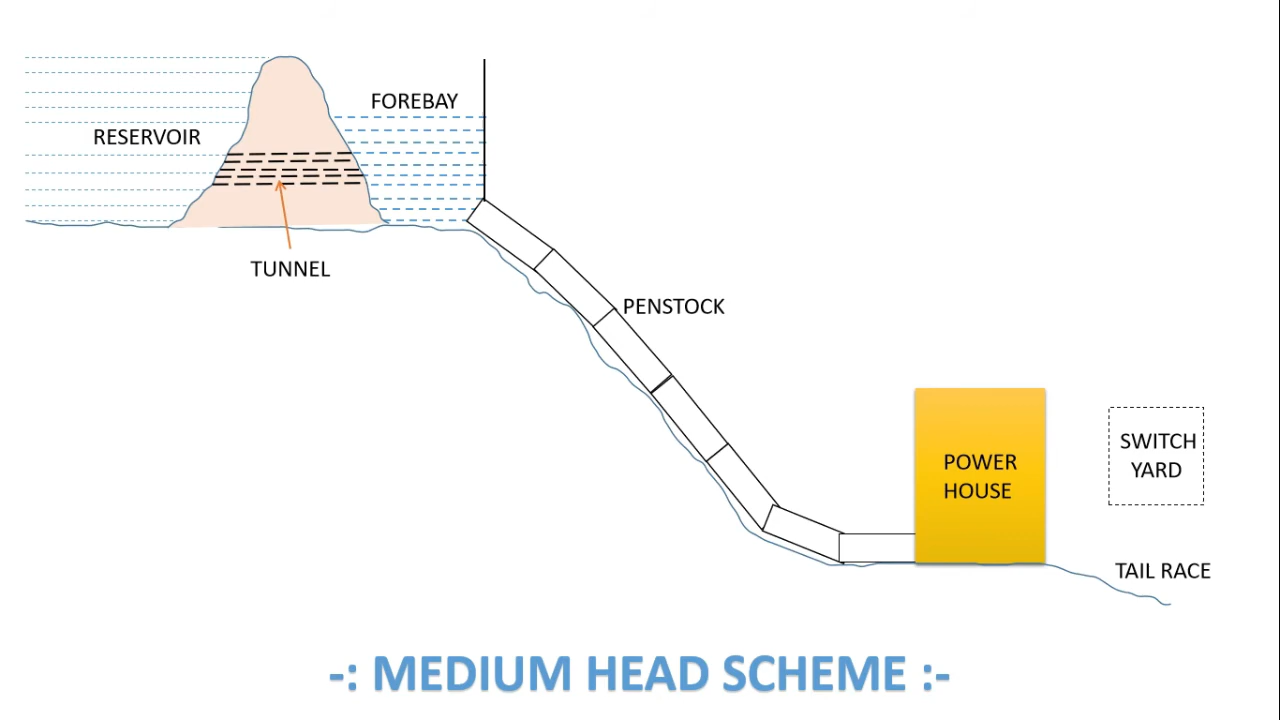 FOREBAY
RESERVOIR
TUNNEL
PENSTOCK
POWER
HOUSE
SWITCH
YARD
TAIL RACE
-: MEDIUM HEAD SCHEME :-